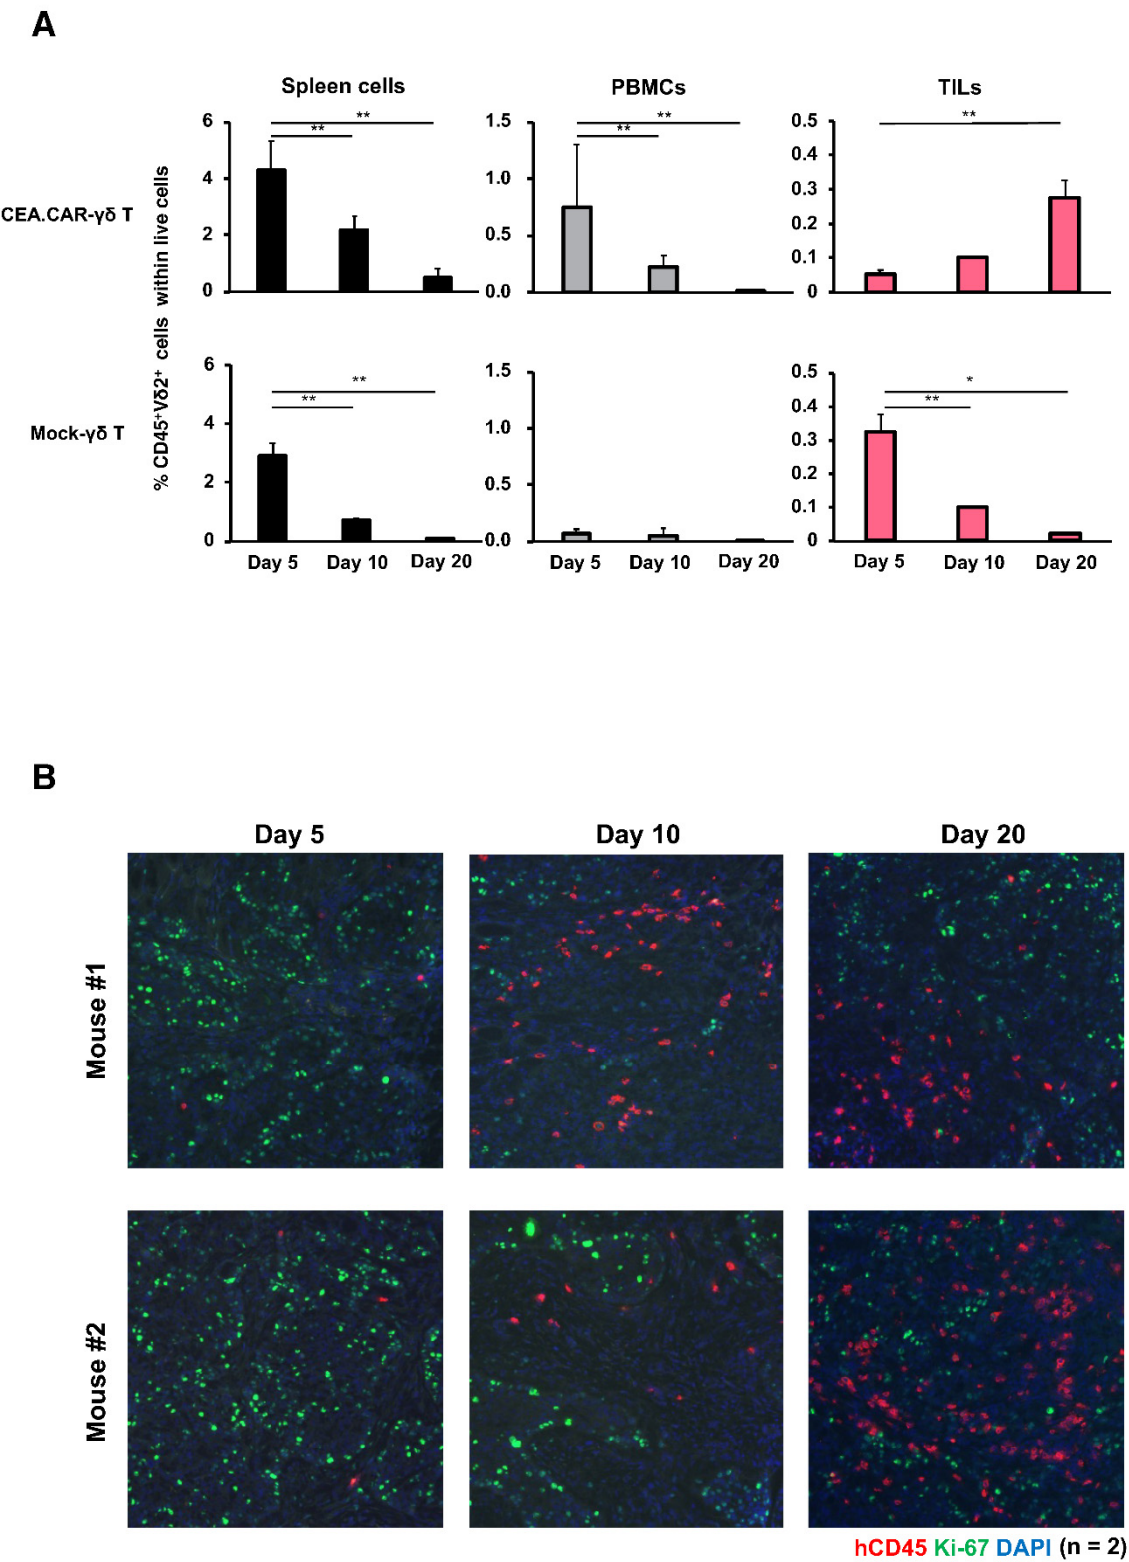 A
Spleen cells
PBMCs
TILs
CEA.CAR-γδ T
Mock-γδ T
% CD45⁺Vδ2⁺ cells within live cells
6
4
2
0
**
**
1.5
1.0
0.5
0.0
**
**
0.5
0.4
0.3
0.2
0.1
0
**
6
4
2
0
**
**
Day 5 Day 10 Day 20
1.5
1.0
0.5
0.0
Day 5 Day 10 Day 20
0.5
0.4
0.3
0.2
0.1
0
*
**
Day 5 Day 10 Day 20
B
Day 5
Day 10
Day 20
Mouse #1
Mouse #2
hCD45 Ki-67 DAPI (n = 2)